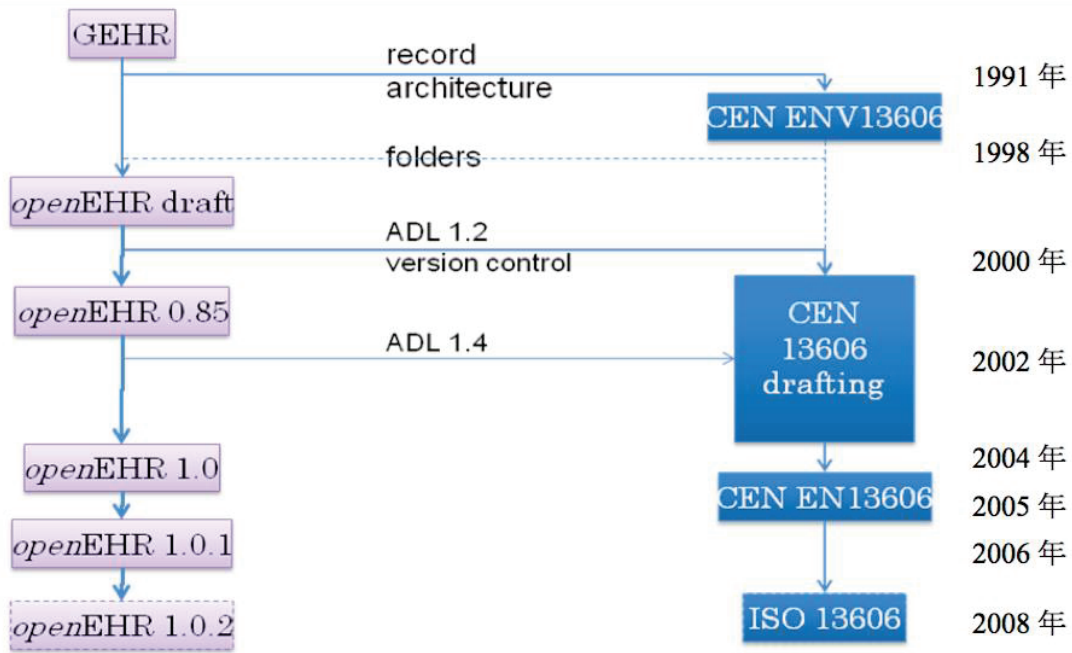 GEHR
record
architecture
1991 年
CEN ENV13606
folders
1998 年
openEHR draft
ADL 1.2
version control
2000 年
openEHR 0.85
CEN
13606
drafting
ADL 1.4
2002 年
openEHR 1.0
2004 年
CEN EN13606
2005 年
openEHR 1.0.1
2006 年
openEHR 1.0.2
ISO 13606
2008 年